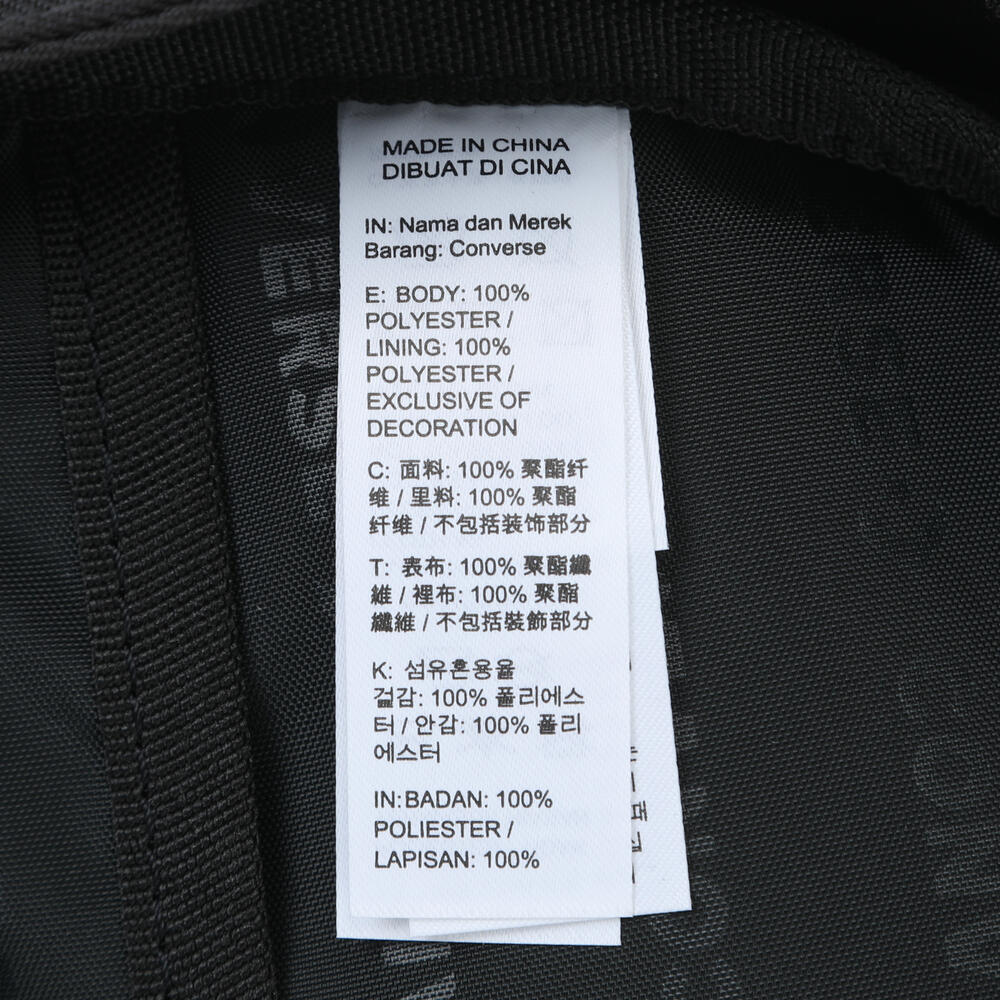 MADE IN CHINA
DIBUAT DI CINA
IN: Nama dan Merek
Barang: Converse
E: BODY: 100%
POLYESTER /
LINING: 100%
POLYESTER /
EXCLUSIVE OF
DECORATION
C: 面料: 100% 聚酯纤
维 / 里料: 100% 聚酯
纤维 / 不包括装饰部分
T: 表布: 100% 聚酯纖
維 / 裡布: 100% 聚酯
纖維 / 不包括裝飾部分
K: 섬유혼용율
겉감: 100% 폴리에스
터 / 안감: 100% 폴리
에스터
IN:BADAN: 100%
POLIESTER /
LAPISAN: 100%